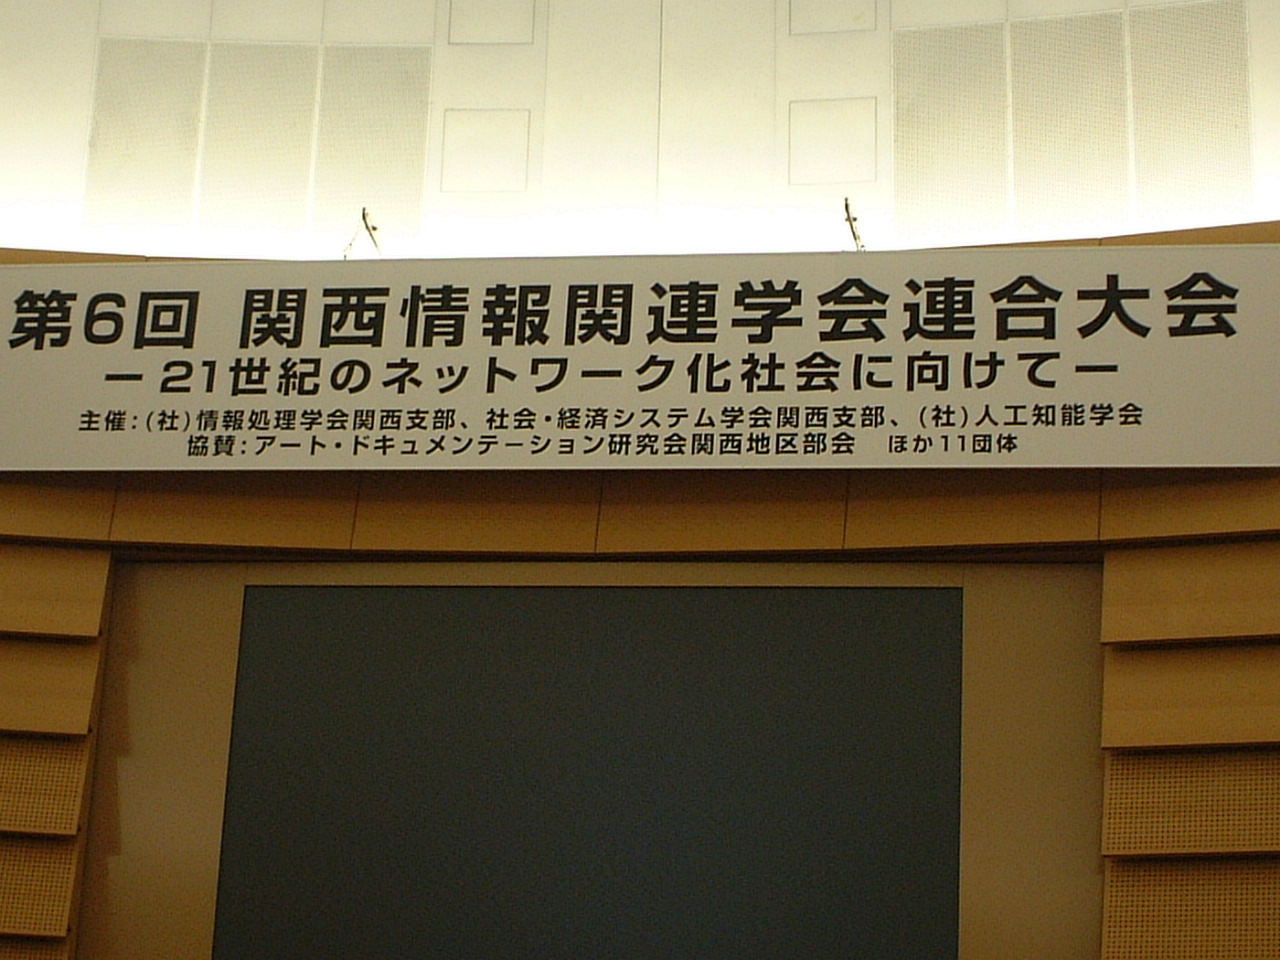 第6回 関西情報関連学会連合大会
ー21世紀のネットワーク化社会に向けてー
主催：(社)情報処理学会関西支部、社会・経済システム学会関西支部、(社)人工知能学会
協賛：アート・ドキュメンテーション研究会関西地区部会　ほか11団体